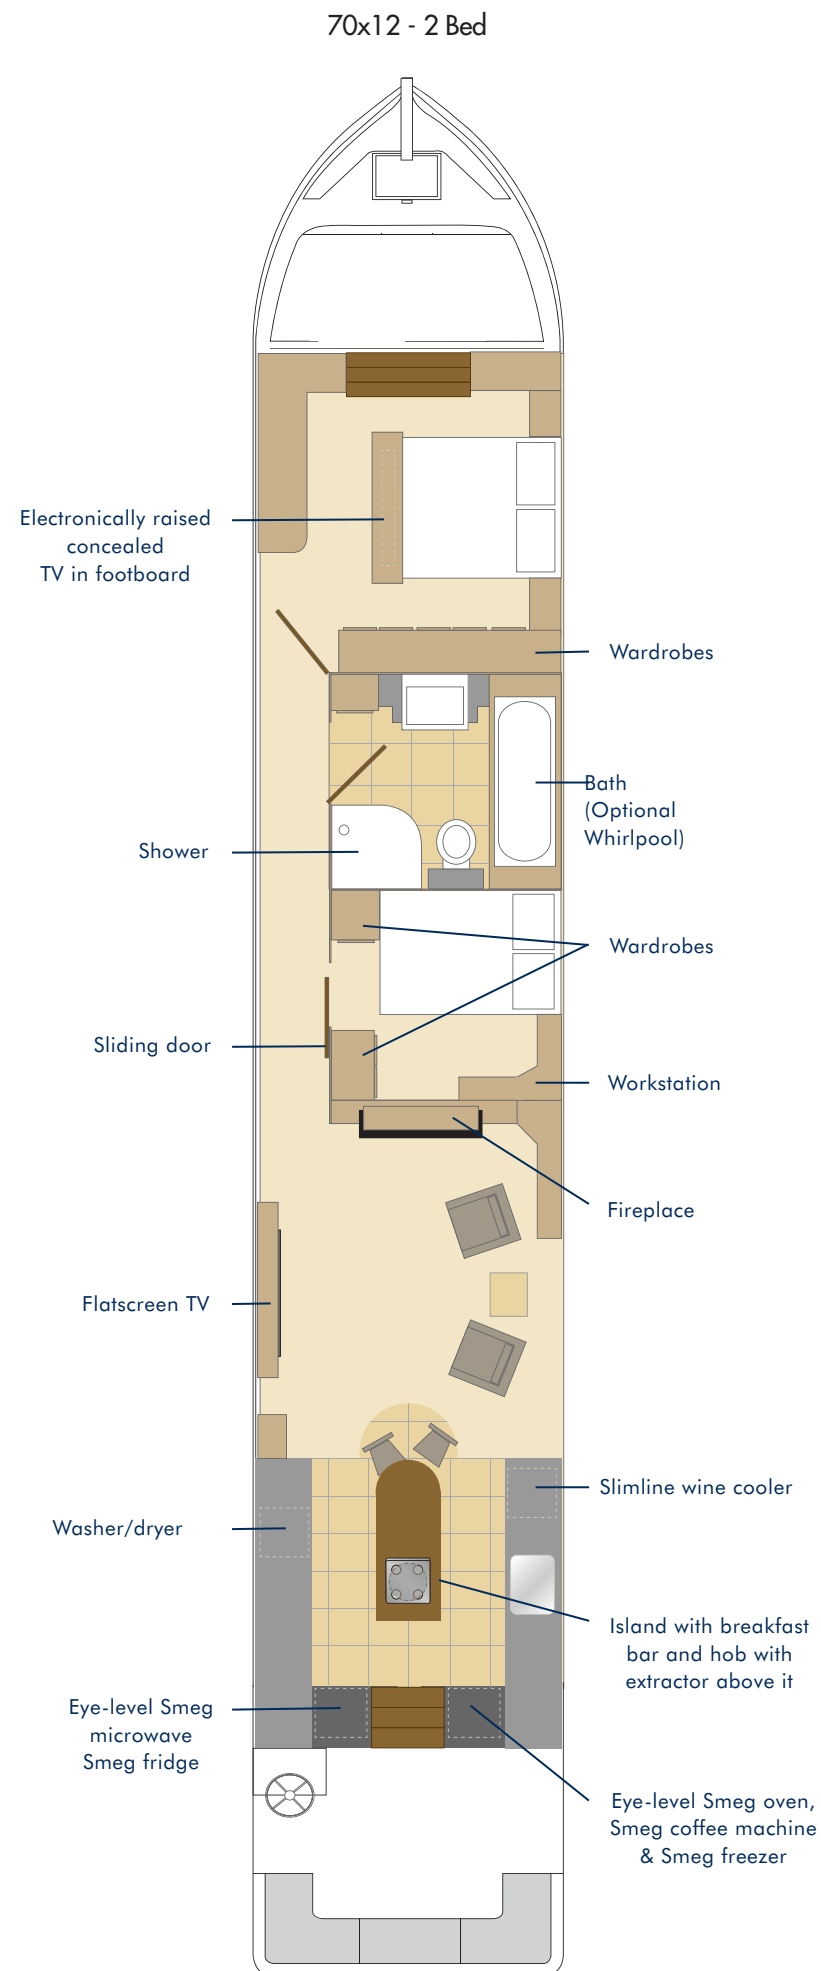 70x12 - 2 Bed
Electronically raised
concealed
TV in footboard
Wardrobes
Bath
(Optional
Whirlpool)
Shower
Wardrobes
Sliding door
Workstation
Fireplace
Flatscreen TV
Slimline wine cooler
Washer/dryer
Island with breakfast
bar and hob with
extractor above it
Eye-level Smeg
microwave
Smeg fridge
Eye-level Smeg oven,
Smeg coffee machine
& Smeg freezer